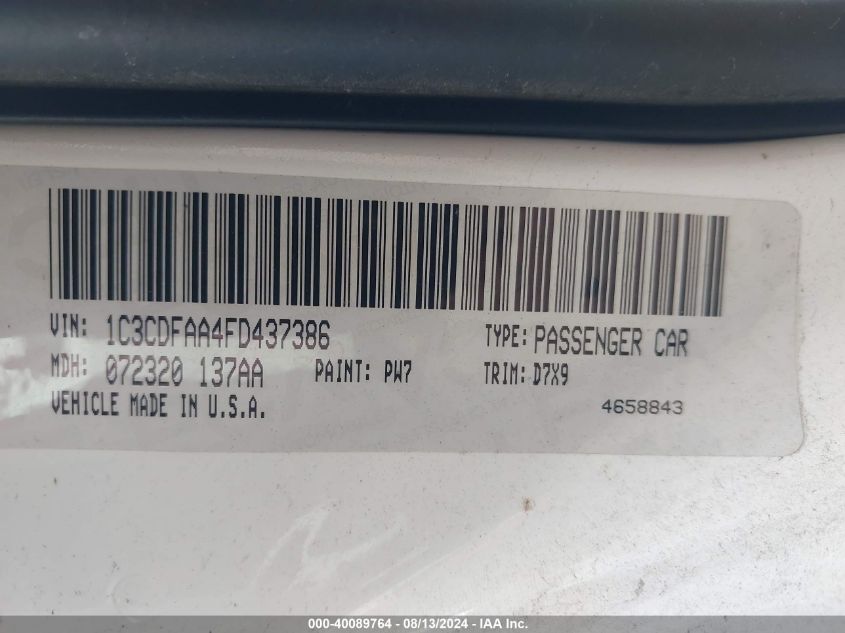 VIN: 1C3CDFAA4FD437386 TYPE: PASSENGER CAR
MDH: 072320 137AA PAINT: PW7 TRIM: D7X9
VEHICLE MADE IN U.S.A. 4658843
000-40089764 - 08/13/2024 - IAA Inc.